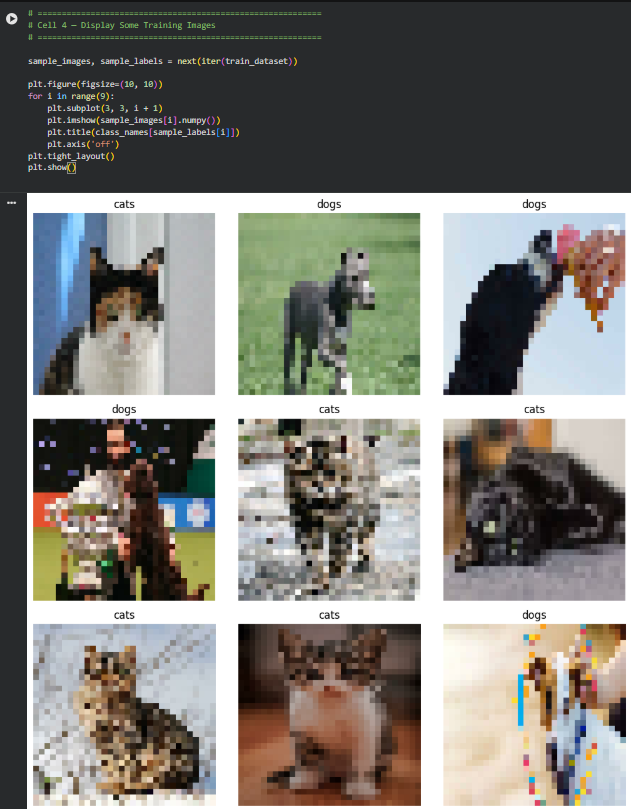 # ===========================================================
# Cell 4 — Display Some Training Images
# ===========================================================
sample_images, sample_labels = next(iter(train_dataset))
plt.figure(figsize=(10, 10))
for i in range(9):
    plt.subplot(3, 3, i + 1)
    plt.imshow(sample_images[i].numpy())
    plt.title(class_names[sample_labels[i]])
    plt.axis('off')
plt.tight_layout()
plt.show()
cats dogs dogs
dogs cats cats
cats cats dogs